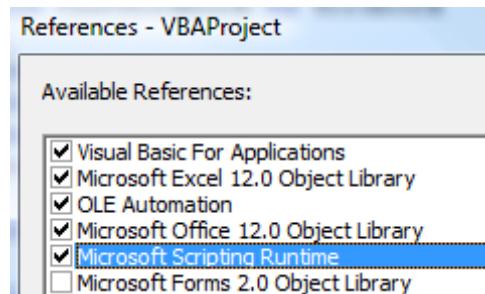 References - VBAProject
Available References:
Visual Basic For Applications
Microsoft Excel 12.0 Object Library
OLE Automation
Microsoft Office 12.0 Object Library
Microsoft Scripting Runtime
Microsoft Forms 2.0 Object Library